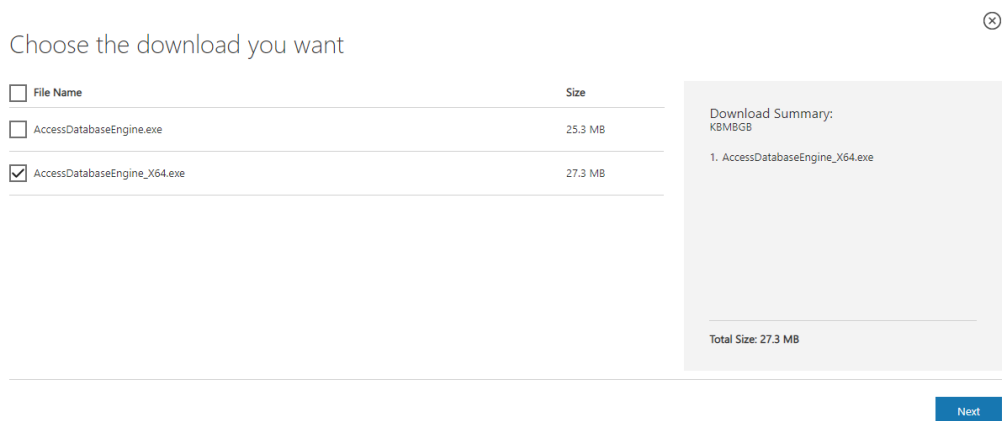 Choose the download you want
File Name Size
AccessDatabaseEngine.exe 25.3 MB
AccessDatabaseEngine_X64.exe 27.3 MB
Download Summary:
KBMBGB
1. AccessDatabaseEngine_X64.exe
Total Size: 27.3 MB
Next